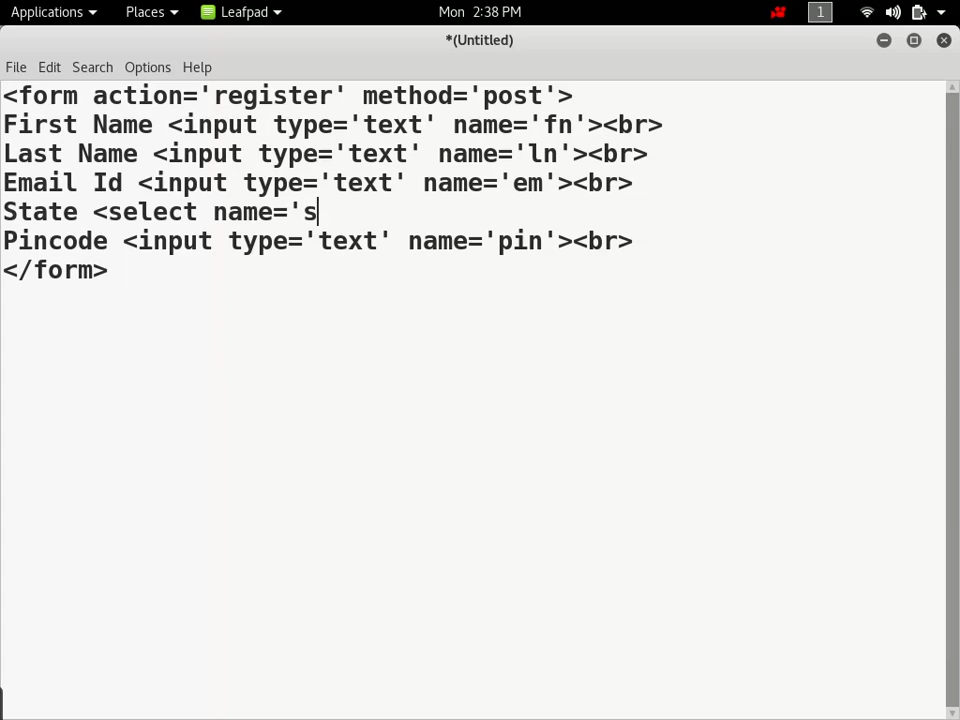 Applications Places Leafpad Mon 2:38 PM 1
*(Untitled)
File Edit Search Options Help
<form action='register' method='post'>
First Name <input type='text' name='fn'><br>
Last Name <input type='text' name='ln'><br>
Email Id <input type='text' name='em'><br>
State <select name='s
Pincode <input type='text' name='pin'><br>
</form>